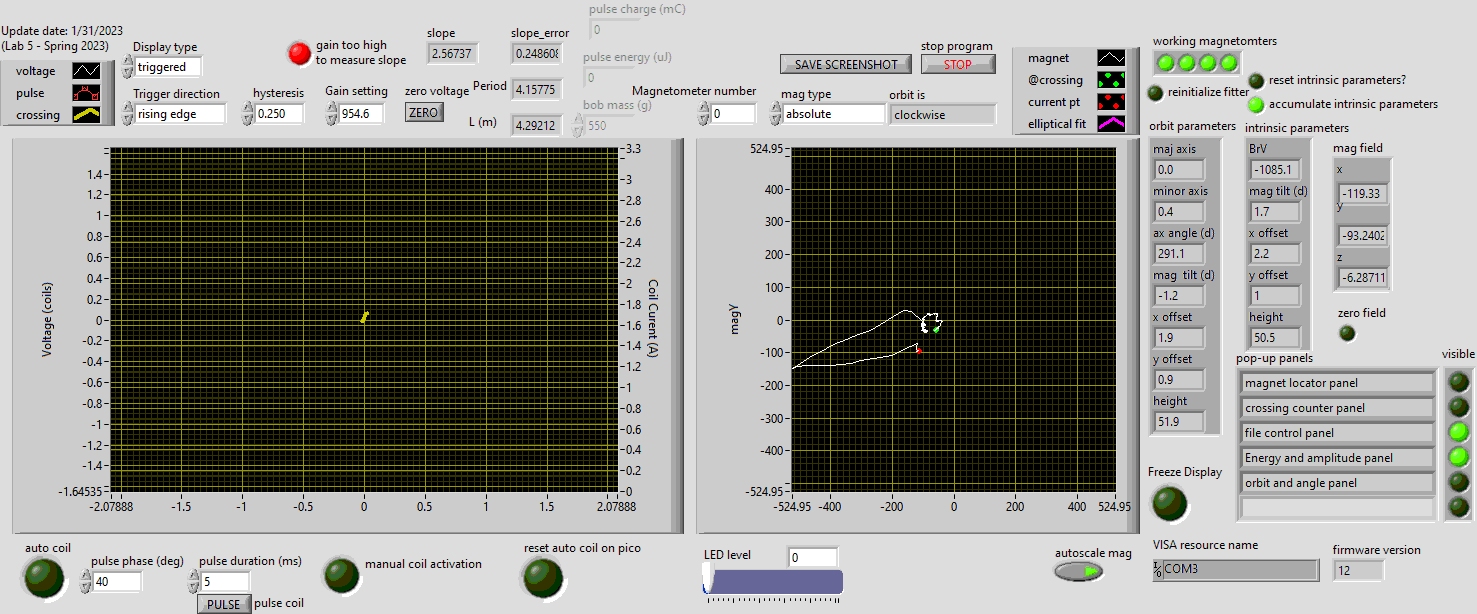 Update date: 1/31/2023
(Lab 5 - Spring 2023)
voltage
pulse
crossing
Display type
triggered
Trigger direction
rising edge
gain too high
to measure slope
hysteresis
0.250
Gain setting
954.6
zero voltage
ZERO
slope
2.56737
slope_error
Period
4.15775
L (m)
4.29212
pulse charge (mC)
0
pulse energy (uJ)
0
bob mass (g)
550
Magnetometer number
0
SAVE SCREENSHOT
stop program
STOP
mag type
absolute
orbit is
clockwise
magnet
@crossing
current pt
elliptical fit
working magnetomters
reinitialize fitter
reset intrinsic parameters?
accumulate intrinsic parameters
orbit parameters
maj axis
0.0
minor axis
0.4
ax angle (d)
291.1
mag tilt (d)
-1.2
x offset
1.9
y offset
0.9
height
51.9
intrinsic parameters
BrV
-1085.1
mag tilt (d)
1.7
x offset
2.2
y offset
1
height
50.5
mag field
x
-119.33
y
-93.2402
z
-6.28711
zero field
Voltage (coils)
1.4
1.2
1
0.8
0.6
0.4
0.2
0
-0.2
-0.4
-0.6
-0.8
-1
-1.2
-1.4
-1.64535
-2.07888
-1.5
-1
-0.5
0
0.5
1
1.5
2.07888
3.3
3
2.8
2.6
2.4
2.2
2
1.8
1.6
1.4
1.2
1
0.8
0.6
0.4
0.2
0
Coil Curent (A)
magY
524.95
400
300
200
100
0
-100
-200
-300
-400
-524.95
-524.95
-400
-200
0
200
400
524.95
pop-up panels
visible
magnet locator panel
crossing counter panel
file control panel
Energy and amplitude panel
orbit and angle panel
Freeze Display
auto coil
pulse phase (deg)
40
pulse duration (ms)
5
PULSE
pulse coil
manual coil activation
reset auto coil on pico
LED level
0
autoscale mag
VISA resource name
COM3
firmware version
12